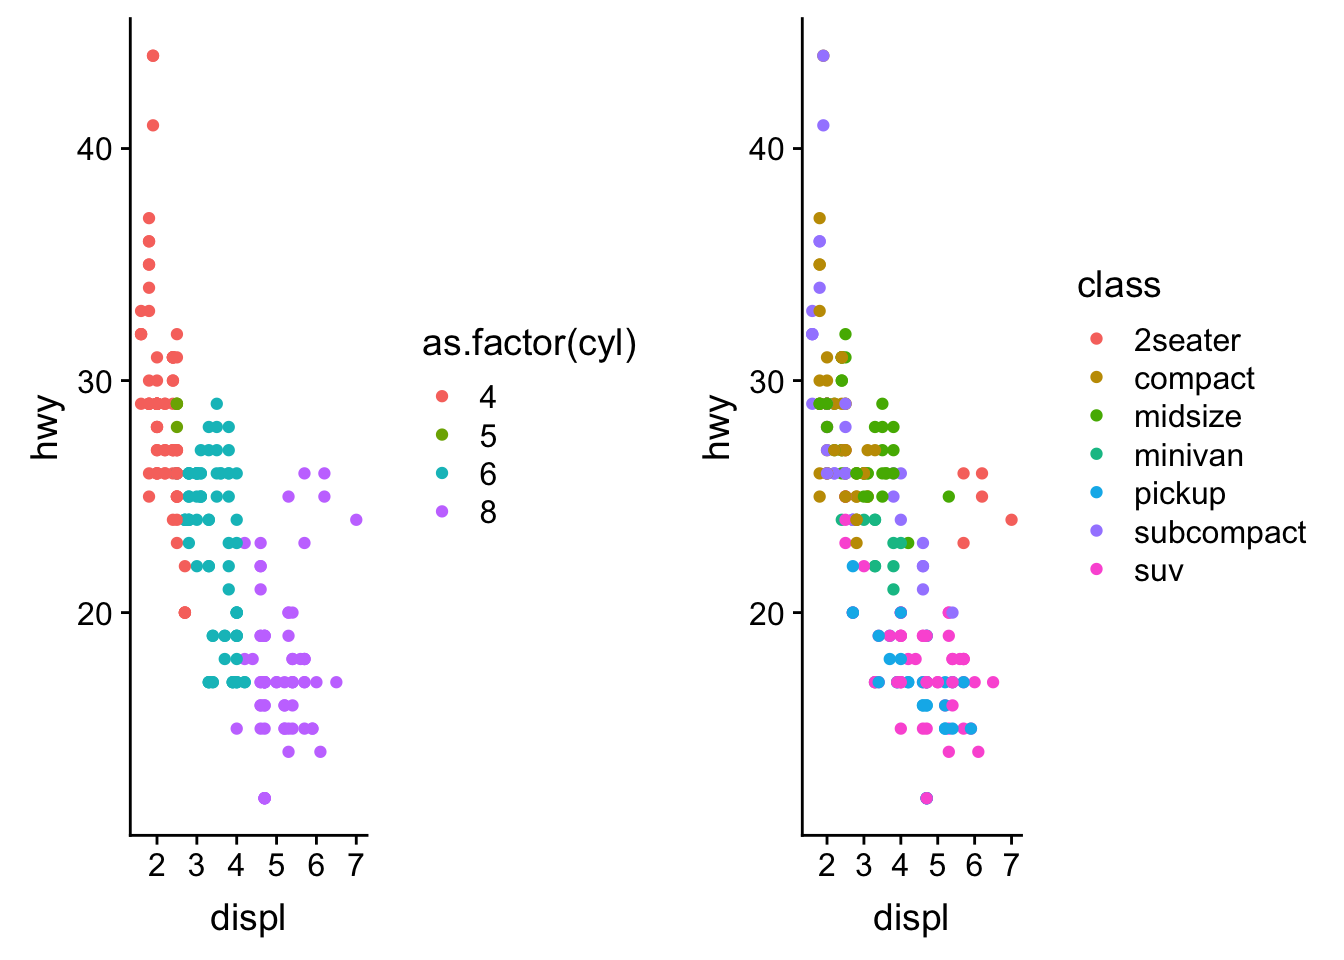 40
30
20
hwy
2 3 4 5 6 7
displ
as.factor(cyl)
4
5
6
8
40
30
20
hwy
2 3 4 5 6 7
displ
class
2seater
compact
midsize
minivan
pickup
subcompact
suv